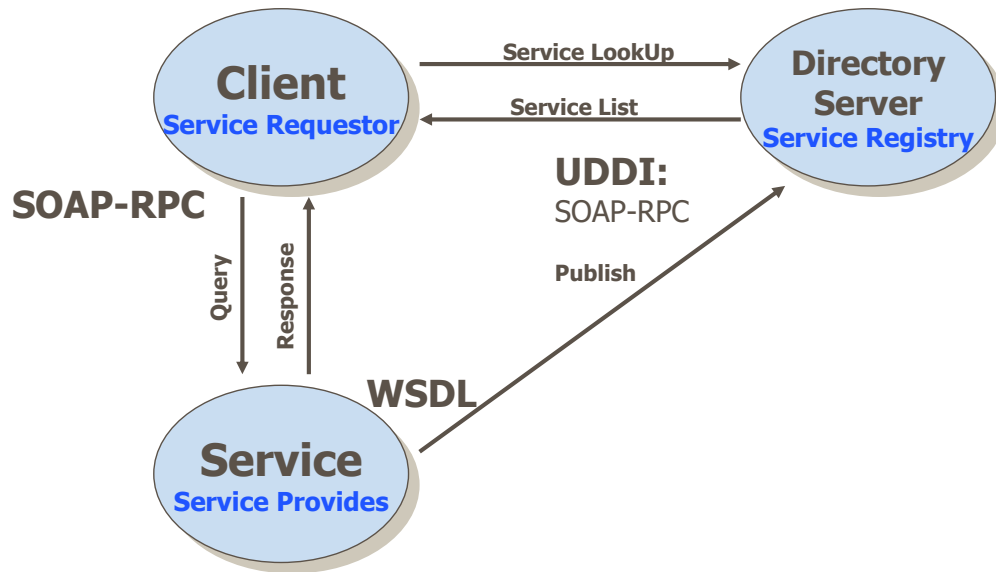 Client
Service Requestor
Service LookUp
Service List
Directory
Server
Service Registry
UDDI:
SOAP-RPC
SOAP-RPC
Query
Response
Publish
WSDL
Service
Service Provides